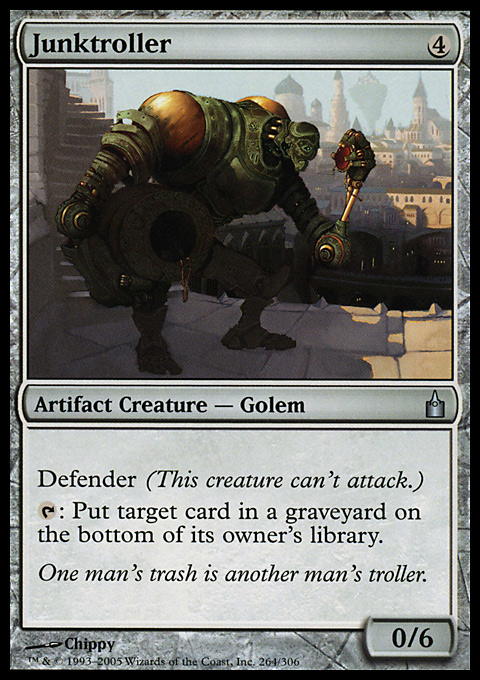 Junktroller 4
Artifact Creature — Golem
Defender (This creature can't attack.)
: Put target card in a graveyard on
the bottom of its owner's library.
One man's trash is another man's troller.
0/6
Chippy
™ & © 1993–2005 Wizards of the Coast, Inc. 264/306